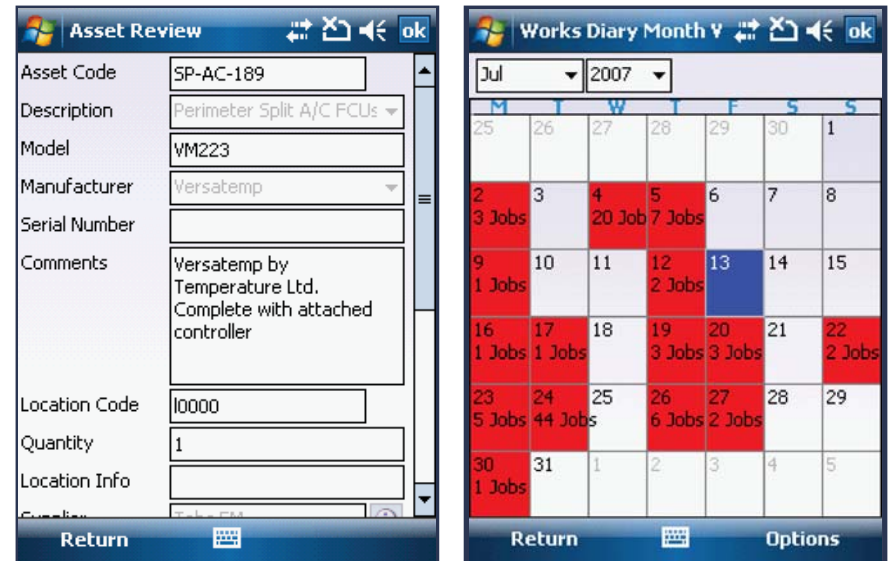 Asset Review
ok
Asset Code SP-AC-189
Description Perimeter Split A/C FCUs
Model VM223
Manufacturer Versatemp
Serial Number
Comments Versatemp by
Temperature Ltd.
Complete with attached
controller
Location Code l0000
Quantity 1
Location Info
Return
Works Diary Month V
ok
Jul 2007
M T W T F S S
25 26 27 28 29 30 1
2 3 4 5 6 7 8
3 Jobs 20 Job 7 Jobs
9 10 11 12 13 14 15
1 Jobs 2 Jobs
16 17 18 19 20 21 22
1 Jobs 1 Jobs 3 Jobs 3 Jobs 2 Jobs
23 24 25 26 27 28 29
5 Jobs 44 Jobs 6 Jobs 2 Jobs
30 31 1 2 3 4 5
1 Jobs
Return Options